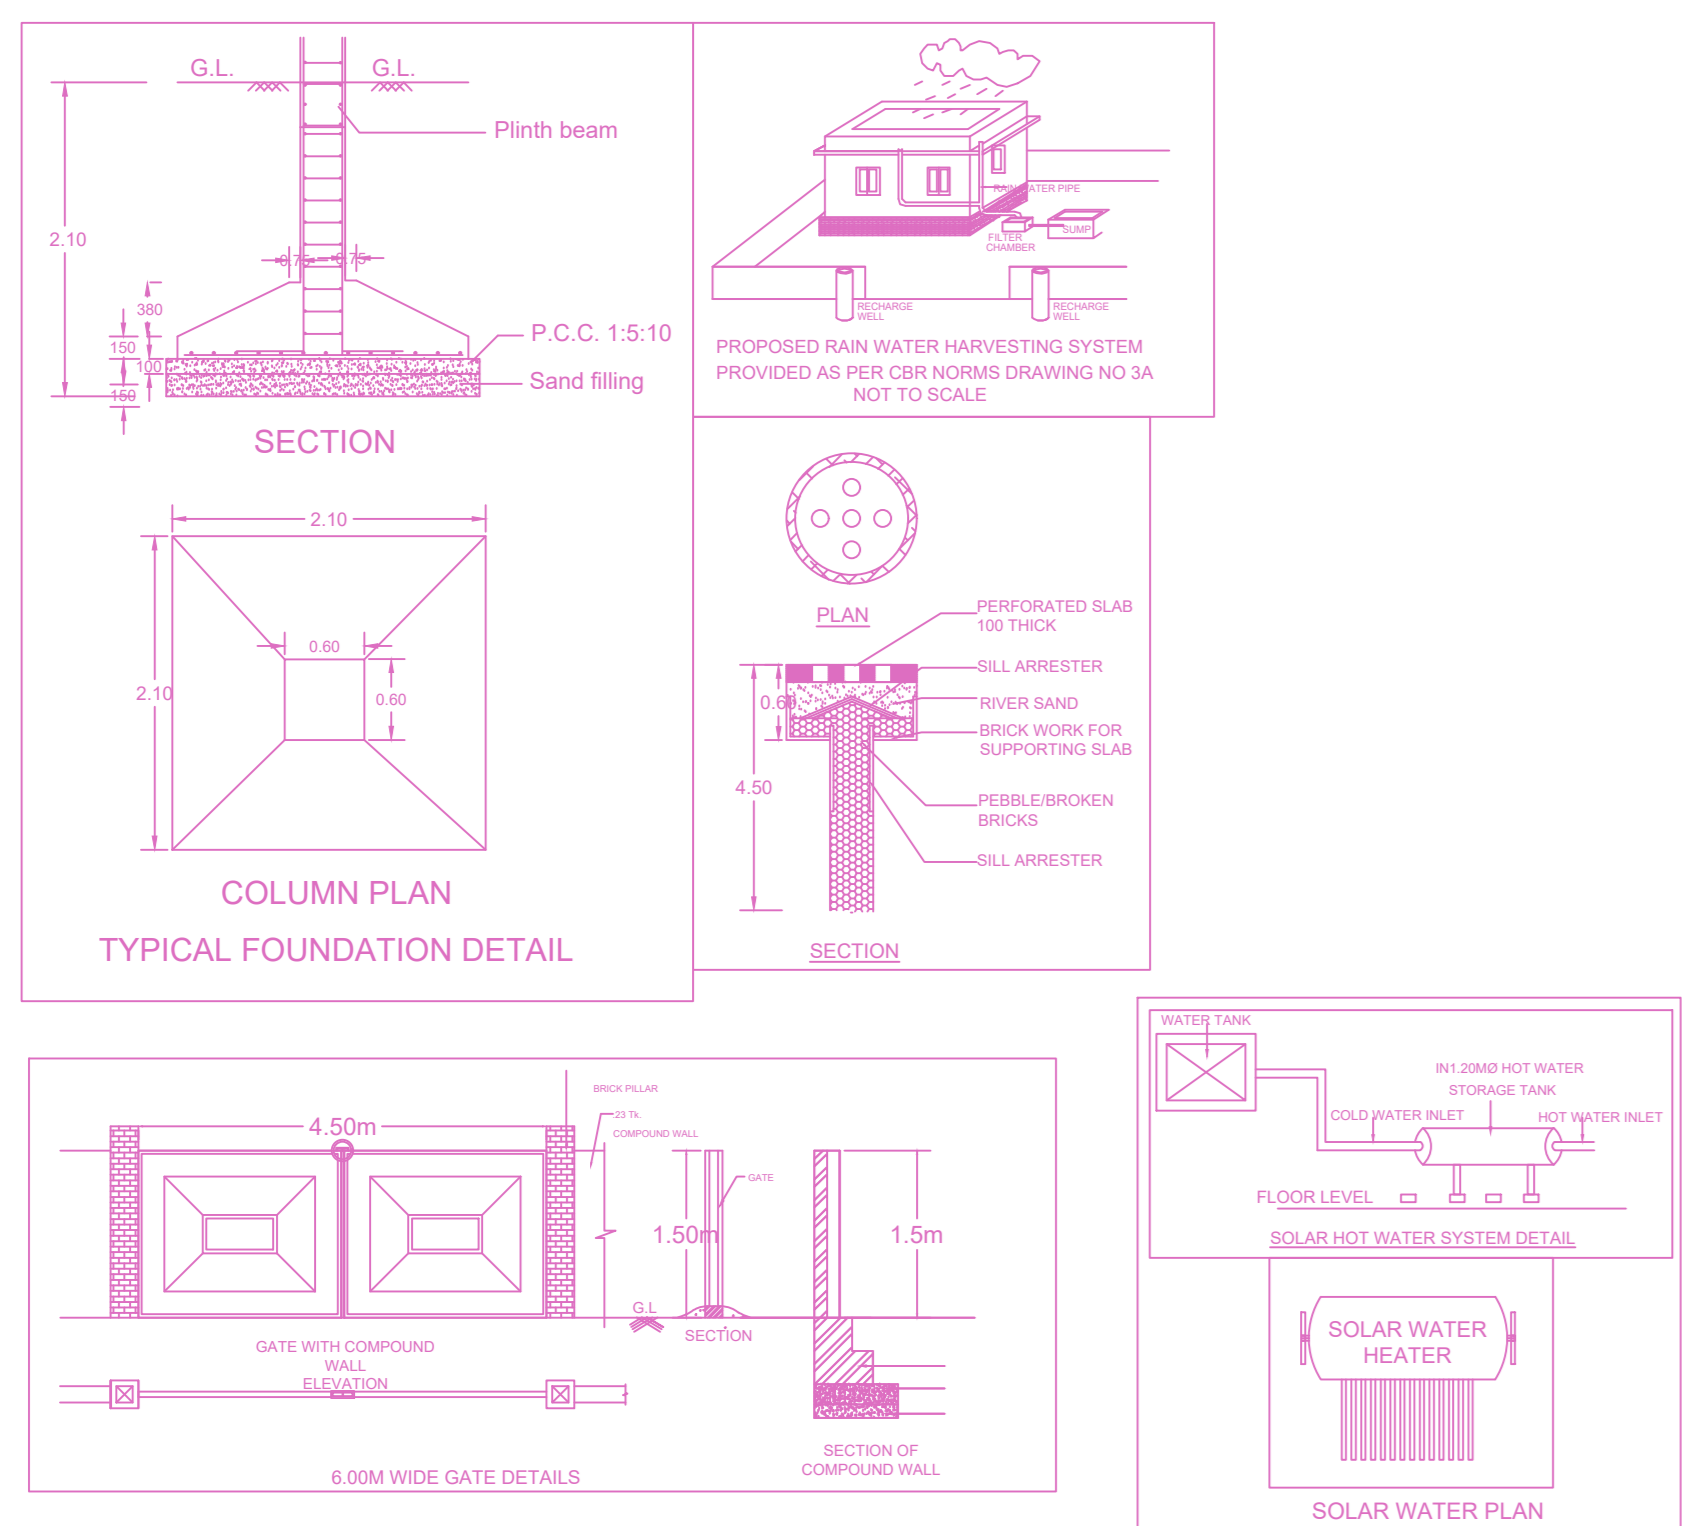 G.L.
G.L.
Plinth beam
2.10
0.75
0.75
380
150
100
150
P.C.C. 1:5:10
Sand filling
SECTION
2.10
2.10
0.60
0.60
COLUMN PLAN
TYPICAL FOUNDATION DETAIL
RAIN WATER PIPE
SUMP
FILTER
CHAMBER
RECHARGE
WELL
RECHARGE
WELL
PROPOSED RAIN WATER HARVESTING SYSTEM
PROVIDED AS PER CBR NORMS DRAWING NO 3A
NOT TO SCALE
PLAN
PERFORATED SLAB
100 THICK
SILL ARRESTER
0.60
RIVER SAND
BRICK WORK FOR
SUPPORTING SLAB
4.50
PEBBLE/BROKEN
BRICKS
SILL ARRESTER
SECTION
BRICK PILLAR
.23 Tk.
COMPOUND WALL
4.50m
GATE
1.50m
1.5m
G.L
SECTION
GATE WITH COMPOUND
WALL
ELEVATION
SECTION OF
COMPOUND WALL
6.00M WIDE GATE DETAILS
WATER TANK
IN1.20MØ HOT WATER
STORAGE TANK
COLD WATER INLET
HOT WATER INLET
FLOOR LEVEL
SOLAR HOT WATER SYSTEM DETAIL
SOLAR WATER
HEATER
SOLAR WATER PLAN